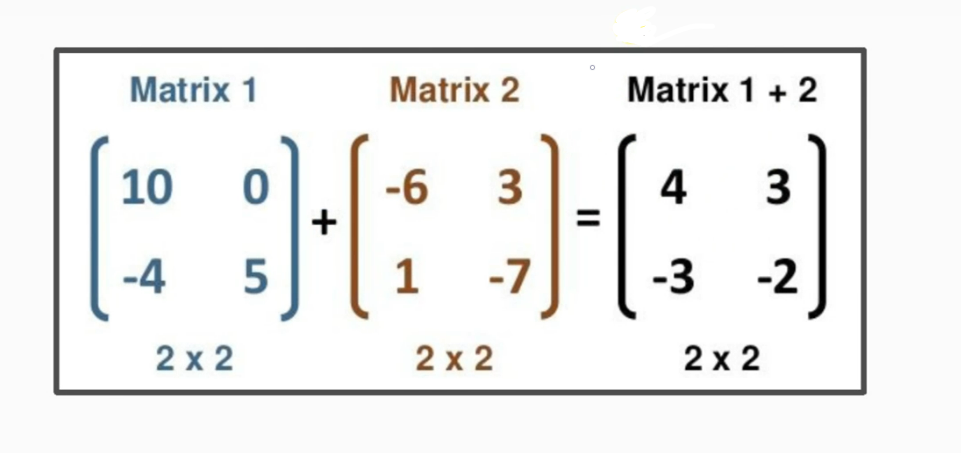 Matrix 1 Matrix 2 Matrix 1 + 2
10 0 -6 3 4 3
+ =
-4 5 1 -7 -3 -2
2 x 2 2 x 2 2 x 2